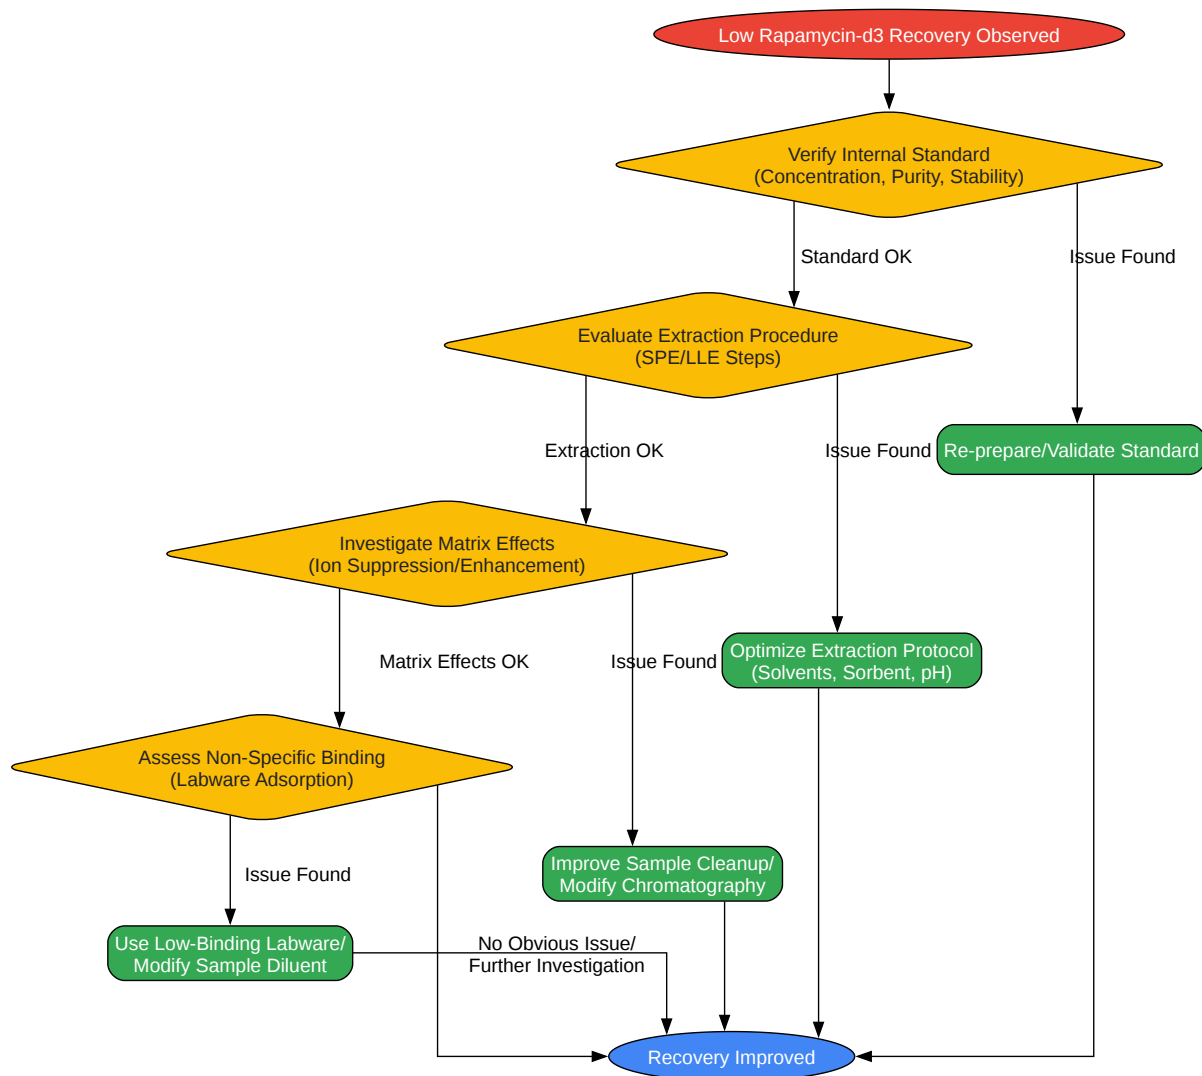 Low Rapamycin-d3 Recovery Observed
Verify Internal Standard
(Concentration, Purity, Stability)
Standard OK
Issue Found
Evaluate Extraction Procedure
(SPE/LLE Steps)
Extraction OK
Issue Found
Re-prepare/Validate Standard
Investigate Matrix Effects
(Ion Suppression/Enhancement)
Matrix Effects OK
Issue Found
Optimize Extraction Protocol
(Solvents, Sorbent, pH)
Assess Non-Specific Binding
(Labware Adsorption)
Issue Found
Improve Sample Cleanup/
Modify Chromatography
Use Low-Binding Labware/
Modify Sample Diluent
No Obvious Issue/
Further Investigation
Recovery Improved